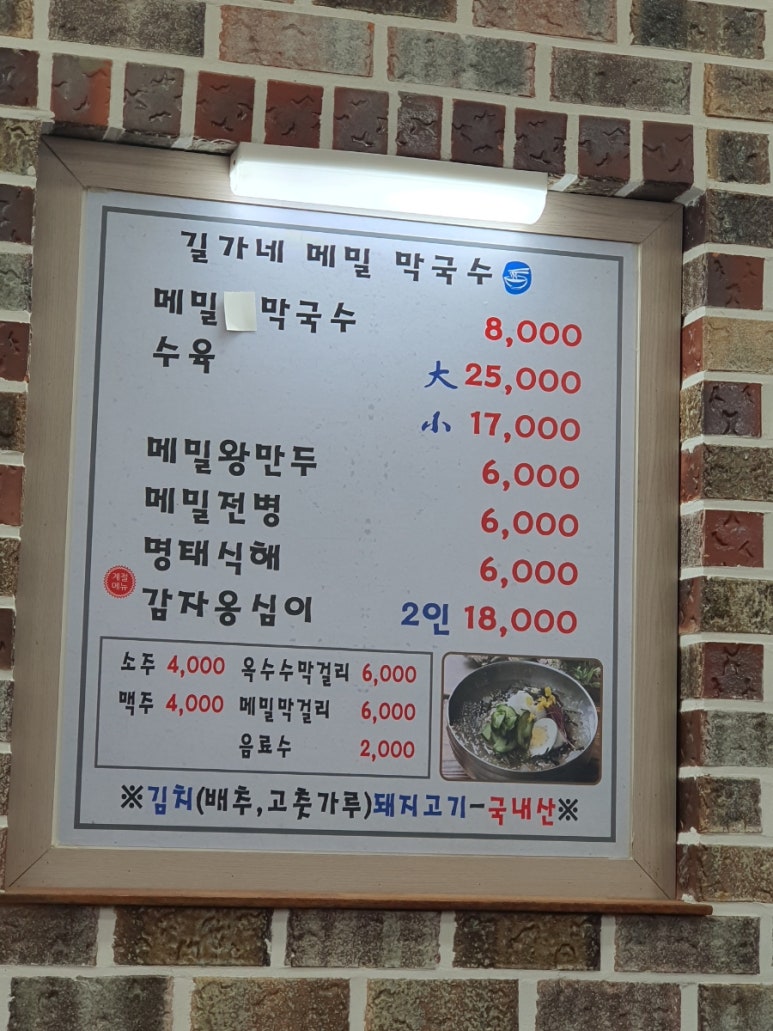 길가네 메밀 막국수
메밀 막국수 8,000
수육 大 25,000
小 17,000
메밀왕만두 6,000
메밀전병 6,000
명태식해 6,000
계절
메뉴
감자옹심이 2인 18,000
소주 4,000 옥수수막걸리 6,000
맥주 4,000 메밀막걸리 6,000
음료수 2,000
※김치(배추,고춧가루)돼지고기-국내산※